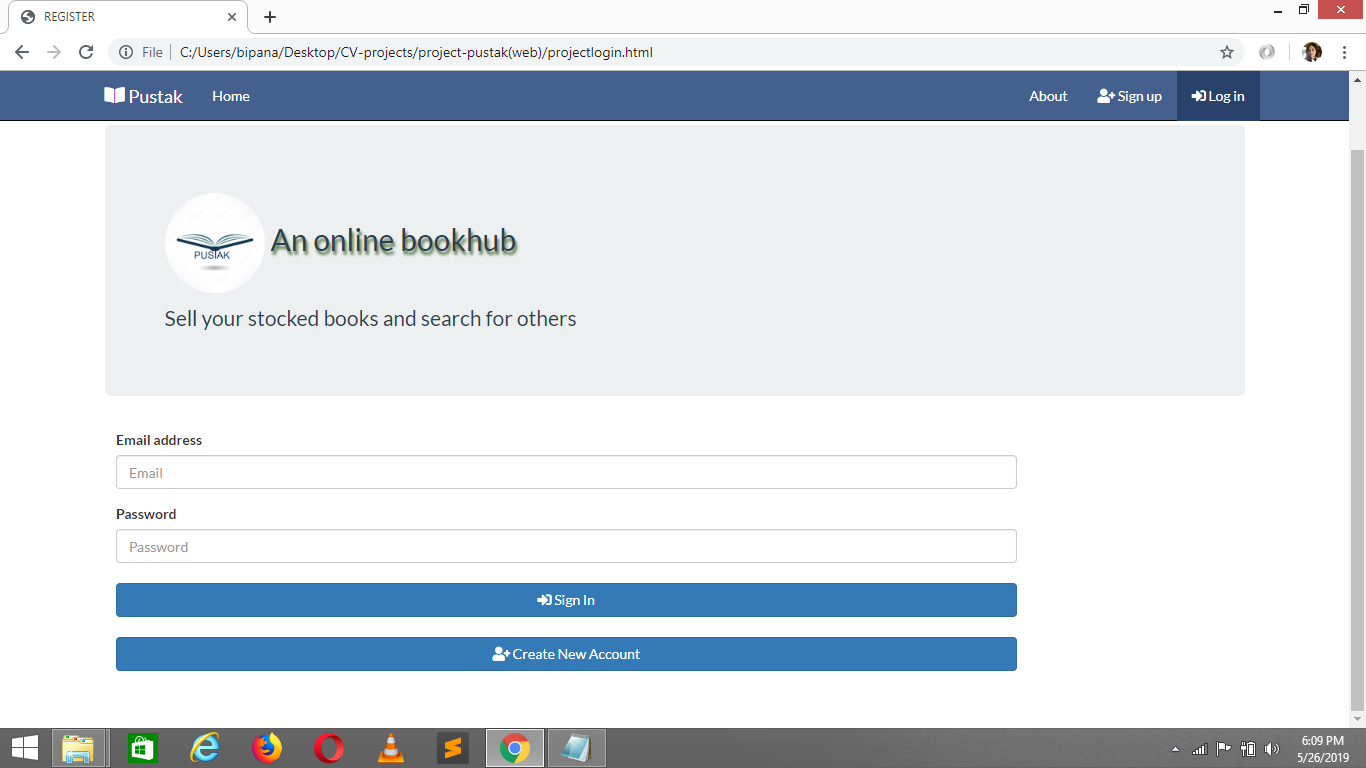 REGISTER
File C:/Users/bipana/Desktop/CV-projects/project-pustak(web)/projectlogin.html
Pustak Home About Sign up Log in
PUSTAK
An online bookhub
Sell your stocked books and search for others
Email address
Email
Password
Password
Sign In
Create New Account
6:09 PM
5/26/2019